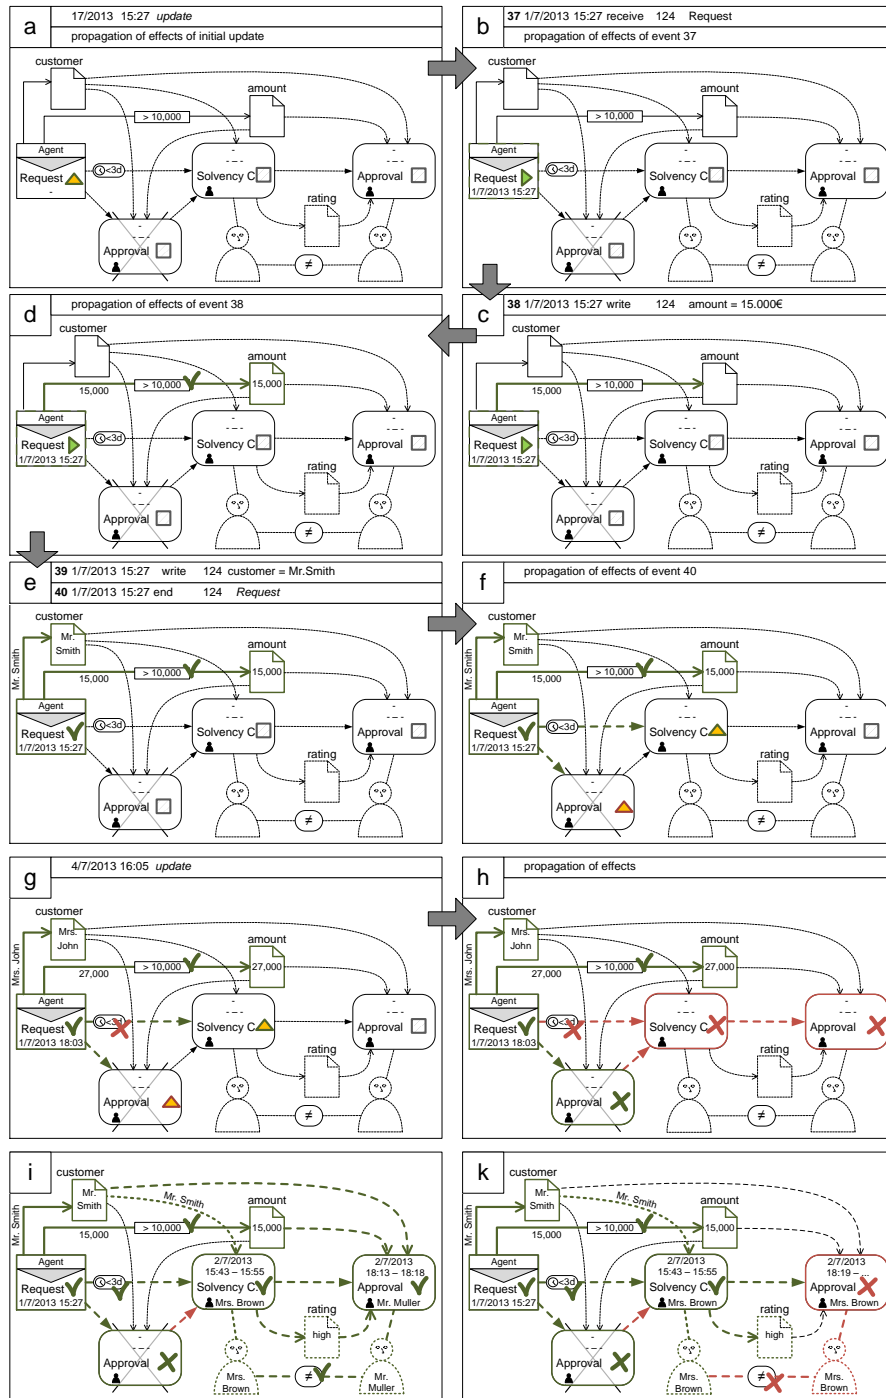 a
17/2013 15:27 update
propagation of effects of initial update
customer
amount
> 10,000
Agent
Request
-
<3d
-
----
Solvency C.
-
----
Approval
rating
-
----
Approval
≠
b
37 1/7/2013 15:27 receive 124 Request
propagation of effects of event 37
customer
amount
> 10,000
Agent
Request
1/7/2013 15:27
<3d
-
----
Solvency C.
-
----
Approval
rating
-
----
Approval
≠
d
propagation of effects of event 38
customer
amount
> 10,000
15,000
15,000
Agent
Request
1/7/2013 15:27
<3d
-
----
Solvency C.
-
----
Approval
rating
-
----
Approval
≠
c
38 1/7/2013 15:27 write 124 amount = 15.000€
customer
amount
> 10,000
15,000
Agent
Request
1/7/2013 15:27
<3d
-
----
Solvency C.
-
----
Approval
rating
-
----
Approval
≠
e
39 1/7/2013 15:27 write 124 customer = Mr.Smith
40 1/7/2013 15:27 end 124 Request
customer
Mr.
Smith
Mr. Smith
amount
> 10,000
15,000
15,000
Agent
Request
1/7/2013 15:27
<3d
-
----
Solvency C.
-
----
Approval
rating
-
----
Approval
≠
f
propagation of effects of event 40
customer
Mr.
Smith
Mr. Smith
amount
> 10,000
15,000
15,000
Agent
Request
1/7/2013 15:27
<3d
-
----
Solvency C.
-
----
Approval
rating
-
----
Approval
≠
g
4/7/2013 16:05 update
customer
Mrs.
John
Mrs. John
amount
> 10,000
27,000
27,000
Agent
Request
1/7/2013 18:03
<3d
-
----
Solvency C.
-
----
Approval
rating
-
----
Approval
≠
h
propagation of effects
customer
Mrs.
John
Mrs. John
amount
> 10,000
27,000
27,000
Agent
Request
1/7/2013 18:03
<3d
-
----
Solvency C.
-
----
Approval
rating
-
----
Approval
≠
i
customer
Mr.
Smith
Mr. Smith
Mr. Smith
amount
> 10,000
15,000
15,000
Agent
Request
1/7/2013 15:27
<3d
2/7/2013
15:43 – 15:55
Solvency C.
Mrs. Brown
2/7/2013
18:13 – 18:18
Approval
Mr. Muller
rating
high
-
----
Approval
Mrs.
Brown
≠
Mr.
Muller
k
customer
Mr.
Smith
Mr. Smith
Mr. Smith
amount
> 10,000
15,000
15,000
Agent
Request
1/7/2013 15:27
<3d
2/7/2013
15:43 – 15:55
Solvency C.
Mrs. Brown
2/7/2013
18:19 – ...
Approval
Mrs. Brown
rating
high
-
----
Approval
Mrs.
Brown
≠
Mrs.
Brown